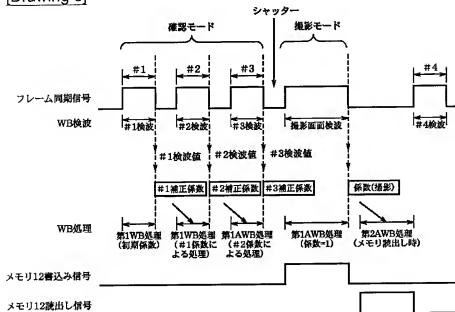 [Drawing 3]
シャッター
確認モード 撮影モード
#1 #2 #3 #4
フレーム同期信号
WB検波 #1検波 #2検波 #3検波 撮影画面検波 #4検波
#1検波値 #2検波値 #3検波値
#1補正係数 #2補正係数 #3補正係数 係数(撮影)
WB処理 第1WB処理 第1WB処理 第1AWB処理 第1AWB処理 第2AWB処理
(初期係数) (#1係数に (#2係数に (係数=1) (メモリ読出し時)
よる処理) よる処理)
メモリ12書込み信号
メモリ12読出し信号